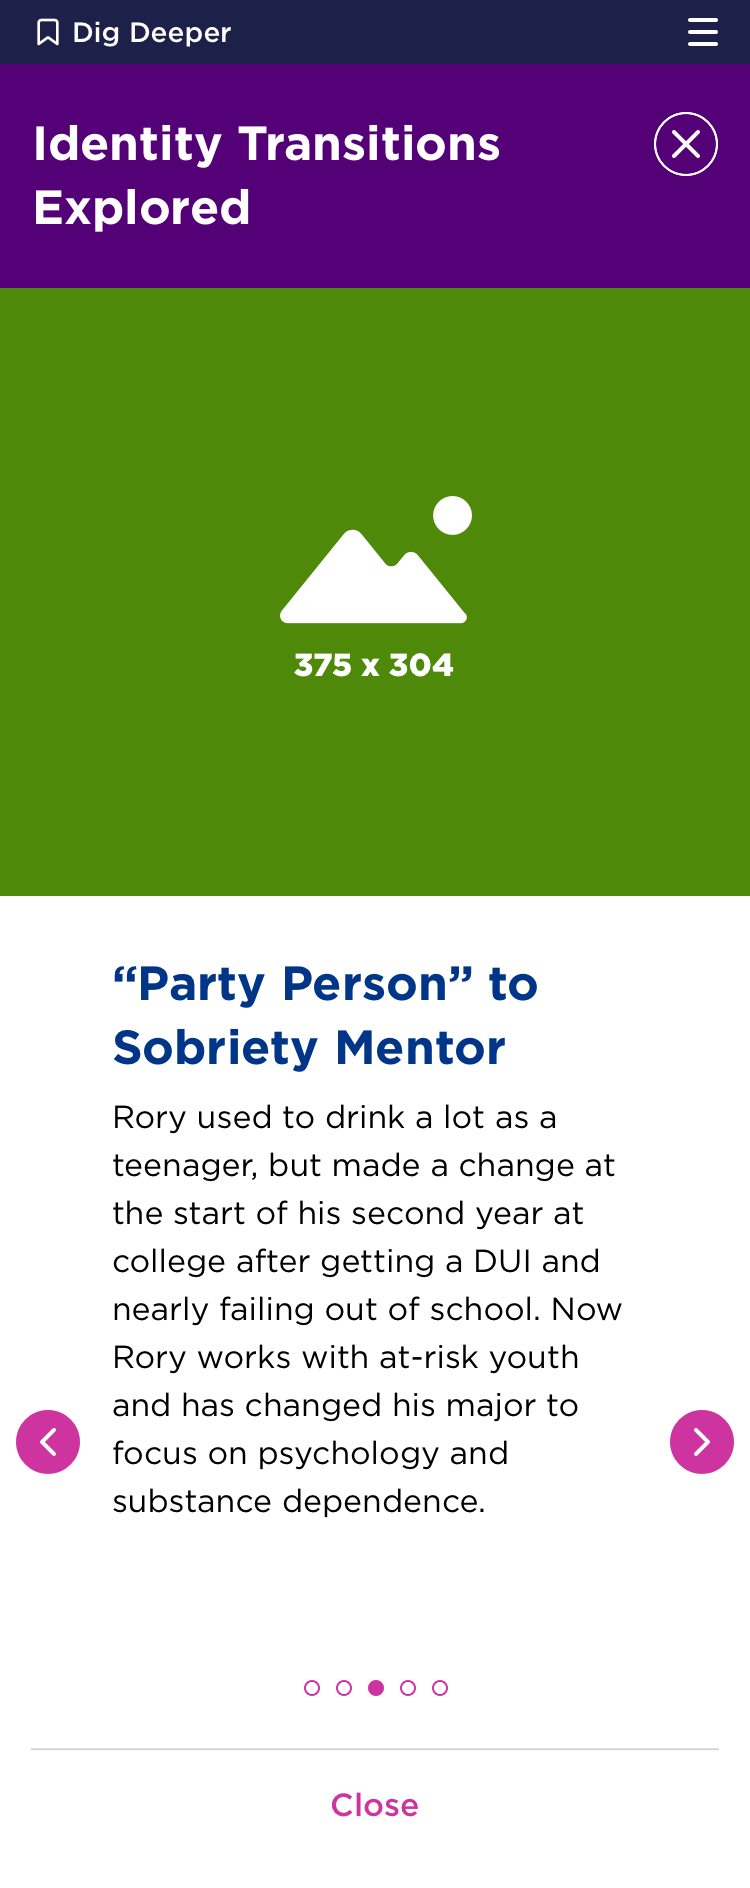 Dig Deeper
Identity Transitions
Explored
375 x 304
“Party Person” to
Sobriety Mentor
Rory used to drink a lot as a
teenager, but made a change at
the start of his second year at
college after getting a DUI and
nearly failing out of school. Now
Rory works with at-risk youth
and has changed his major to
focus on psychology and
substance dependence.
Close